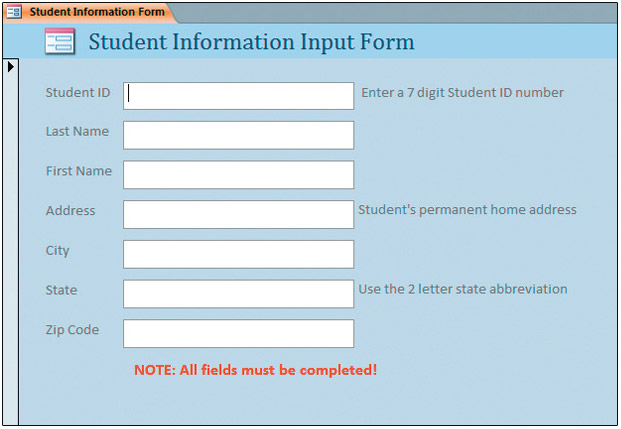 Student Information Form
Student Information Input Form
Student ID Enter a 7 digit Student ID number
Last Name
First Name
Address Student's permanent home address
City
State Use the 2 letter state abbreviation
Zip Code
NOTE: All fields must be completed!